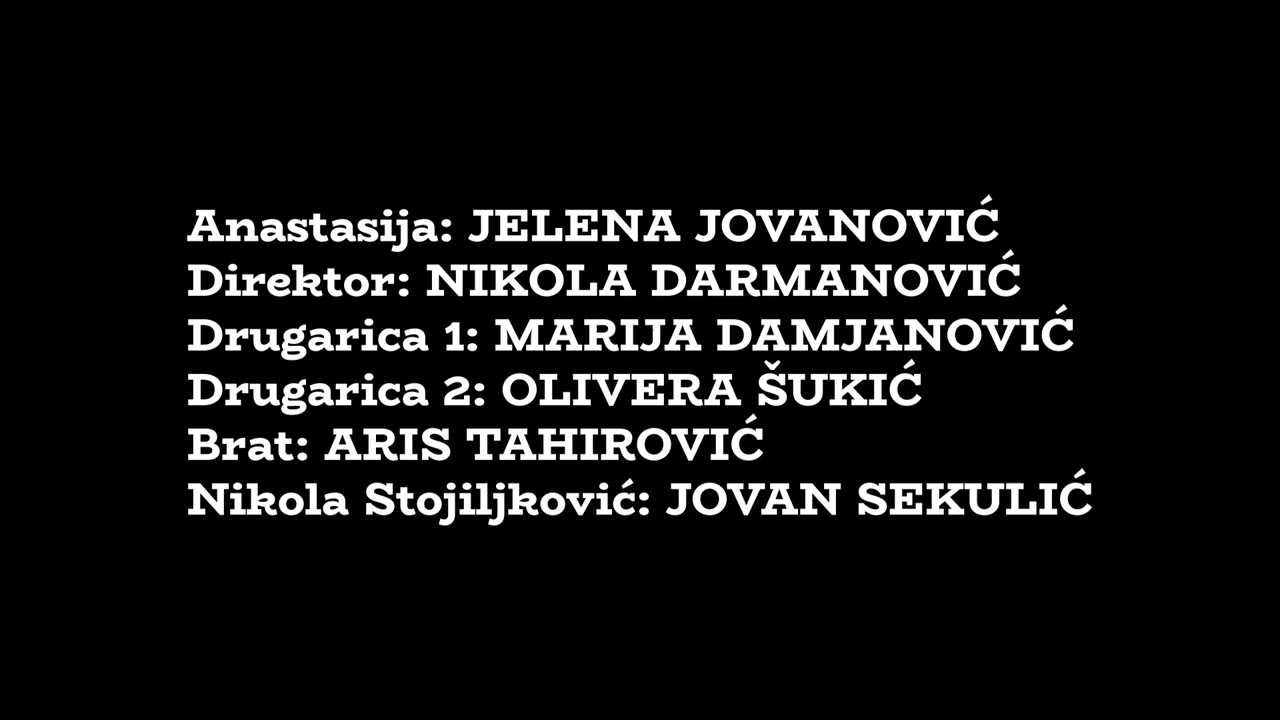 Anastasija: JELENA JOVANOVIĆ
Direktor: NIKOLA DARMANOVIĆ
Drugarica 1: MARIJA DAMJANOVIĆ
Drugarica 2: OLIVERA ŠUKIĆ
Brat: ARIS TAHIROVIĆ
Nikola Stojiljković: JOVAN SEKULIĆ